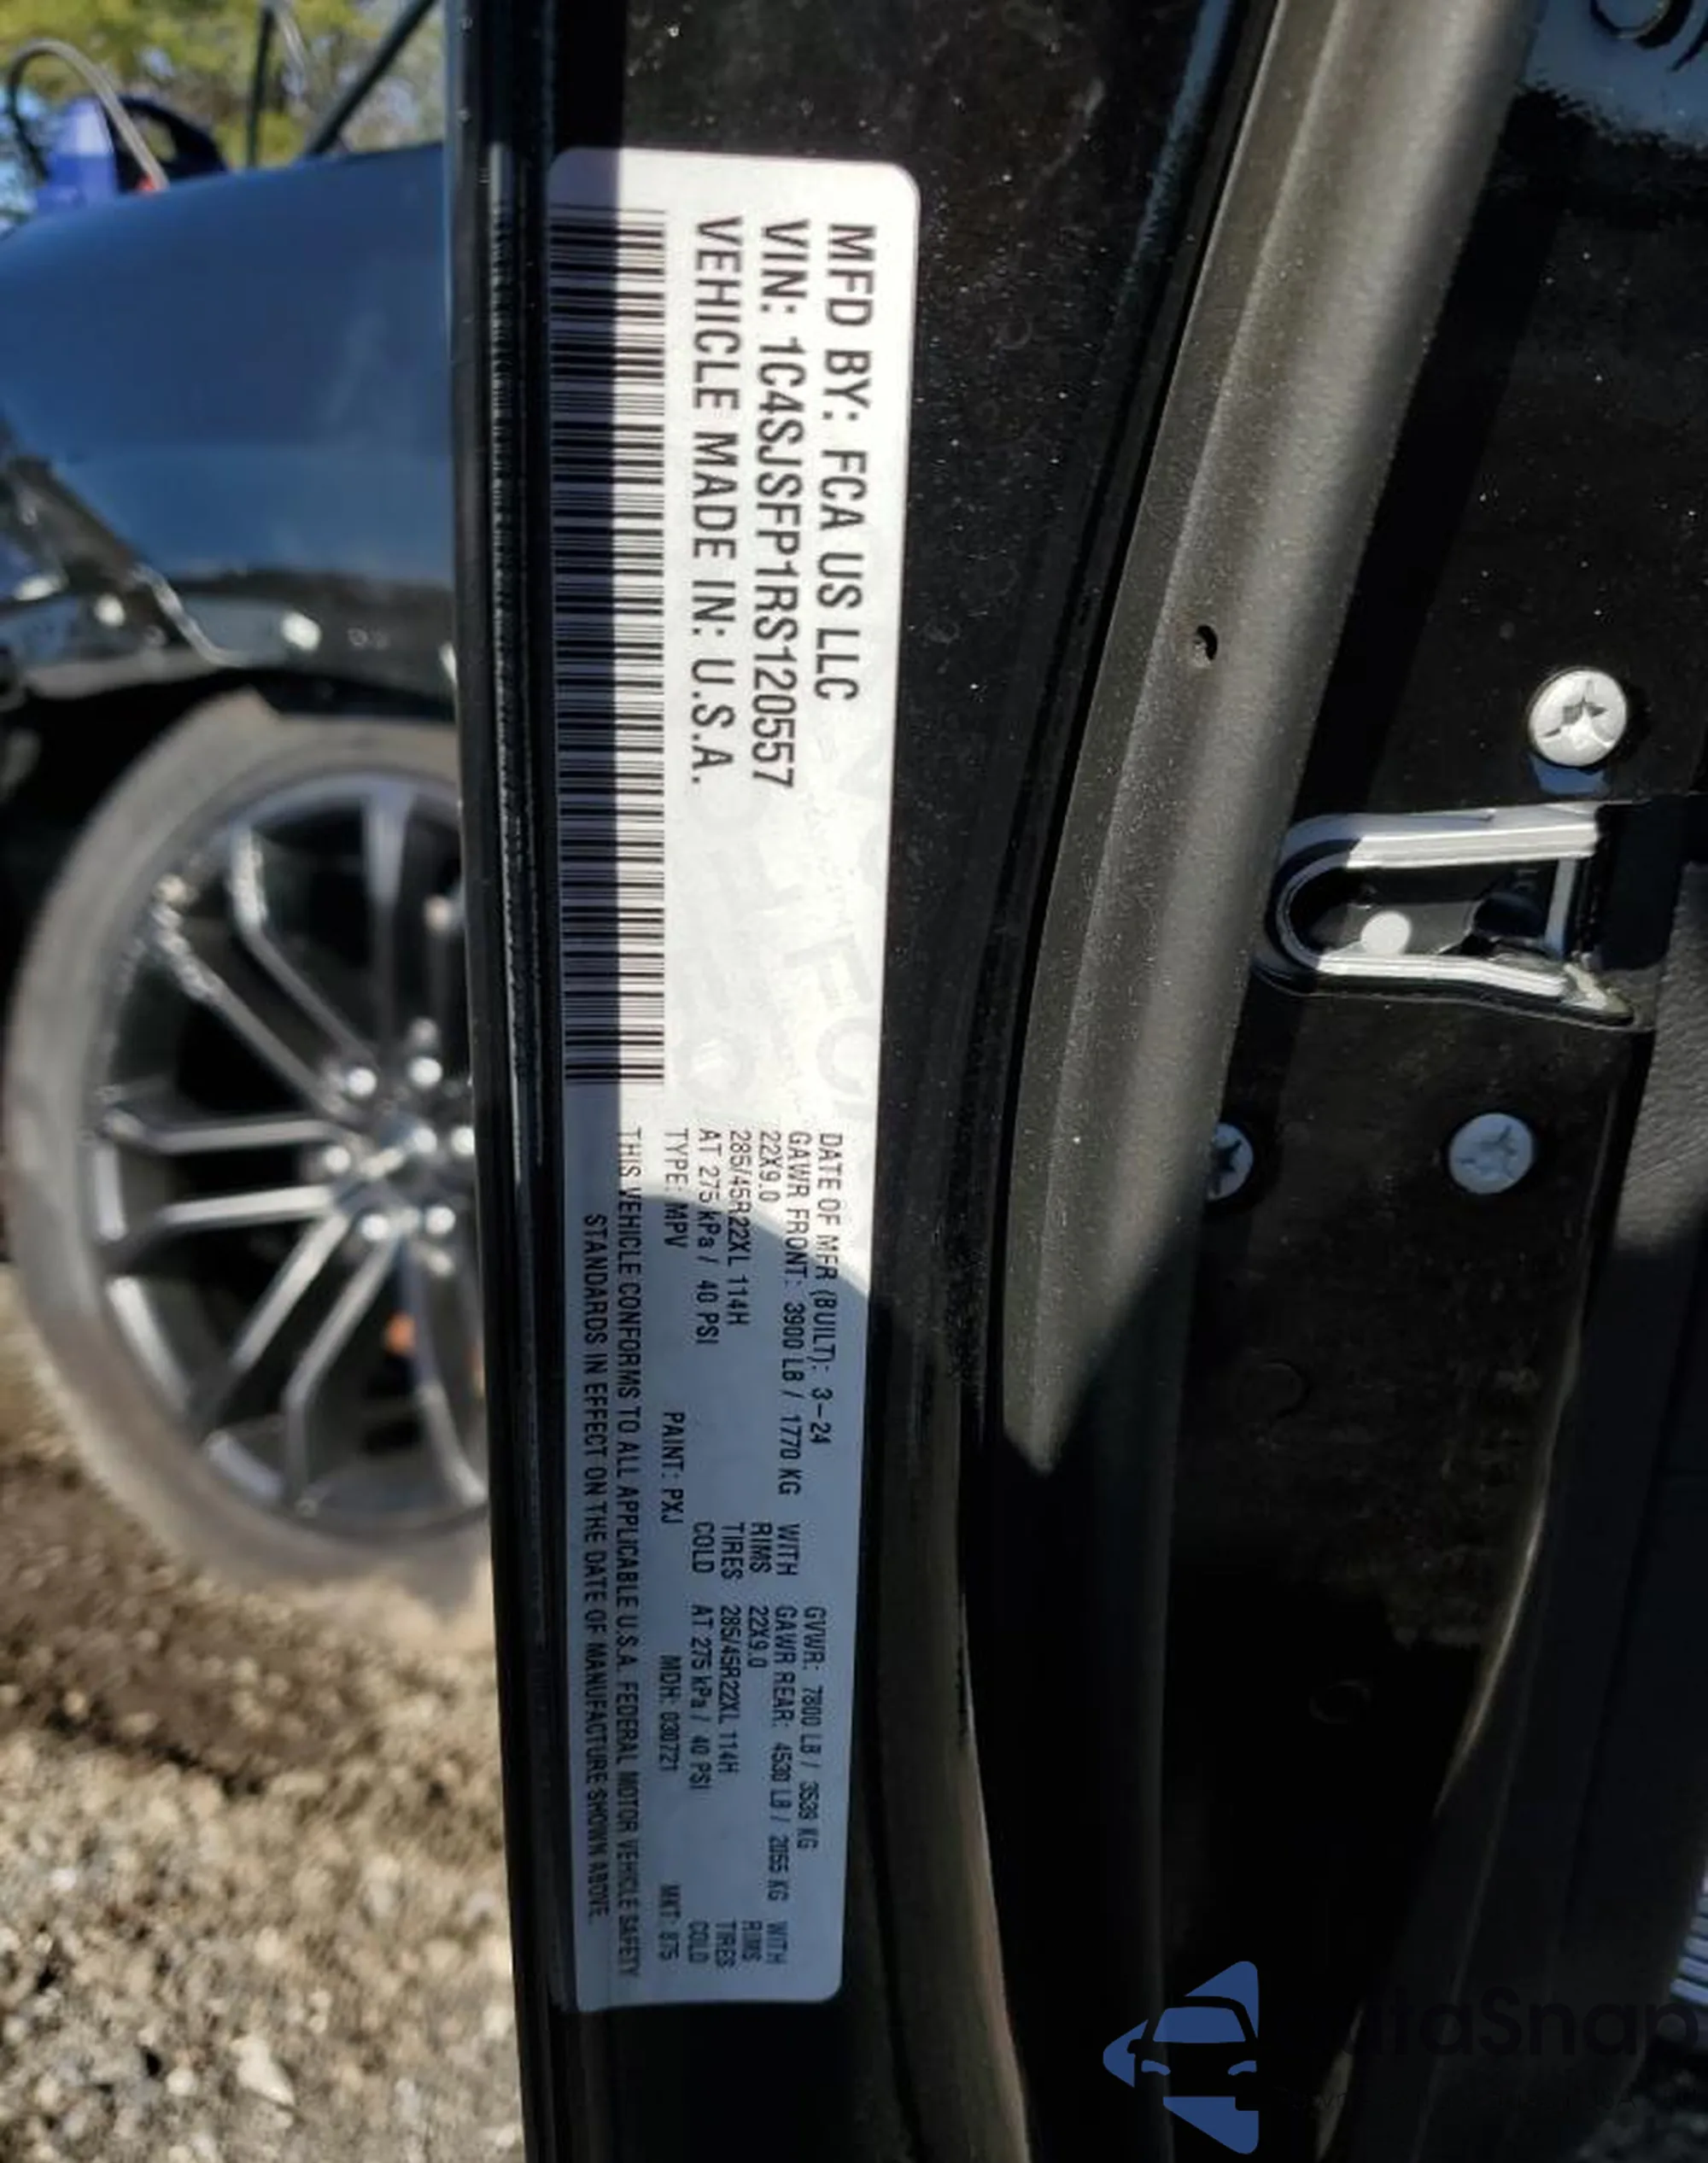 MFD BY: FCA US LLC
VIN: 1C4SJSFP1RS120557
VEHICLE MADE IN: U.S.A.
DATE OF MFR (BUILT): 3-24 GVWR: 7800 LB / 3539 KG
GAWR FRONT: 3900 LB / 1770 KG WITH GAWR REAR: 4530 LB / 2055 KG WITH
22X9.0 RIMS 22X9.0 RIMS
285/45R22XL 114H TIRES 285/45R22XL 114H TIRES
AT 275 kPa / 40 PSI COLD AT 275 kPa / 40 PSI COLD
TYPE: MPV PAINT: PXJ MDH: 030721 MKT: 875
THIS VEHICLE CONFORMS TO ALL APPLICABLE U.S.A. FEDERAL MOTOR VEHICLE SAFETY
STANDARDS IN EFFECT ON THE DATE OF MANUFACTURE SHOWN ABOVE.